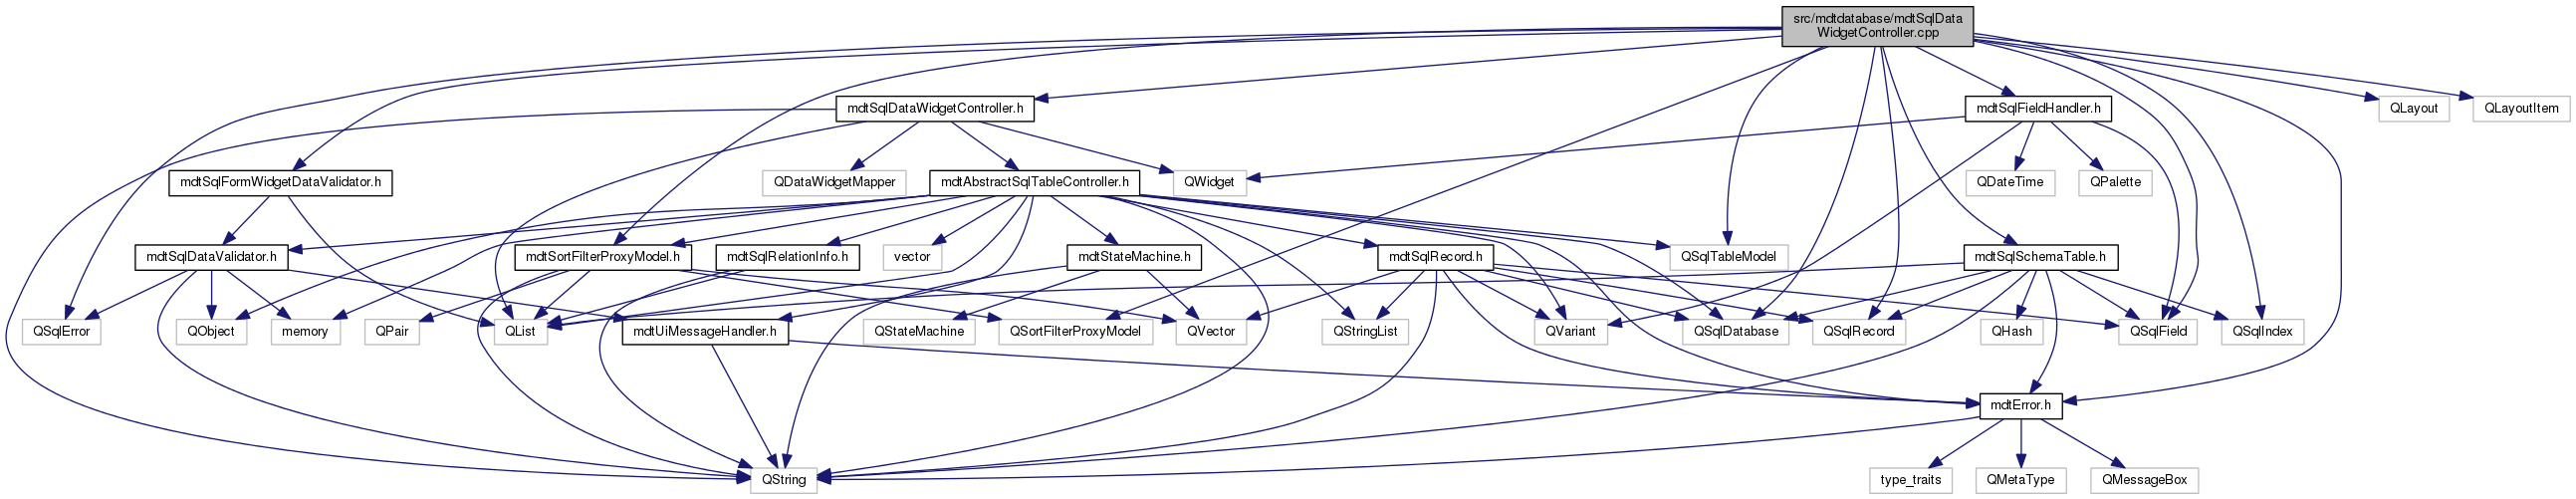 src/mdtdatabase/mdtSqlData
WidgetController.cpp
mdtSqlDataWidgetController.h
mdtSqlFieldHandler.h
QLayout
QLayoutItem
mdtSqlFormWidgetDataValidator.h
QDataWidgetMapper
mdtAbstractSqlTableController.h
QWidget
QDateTime
QPalette
mdtSqlDataValidator.h
mdtSortFilterProxyModel.h
mdtSqlRelationInfo.h
vector
mdtStateMachine.h
mdtSqlRecord.h
QSqlTableModel
mdtSqlSchemaTable.h
QSqlError
QObject
memory
QPair
QList
mdtUiMessageHandler.h
QStateMachine
QSortFilterProxyModel
QVector
QStringList
QVariant
QSqlDatabase
QSqlRecord
QHash
QSqlField
QSqlIndex
mdtError.h
QString
type_traits
QMetaType
QMessageBox